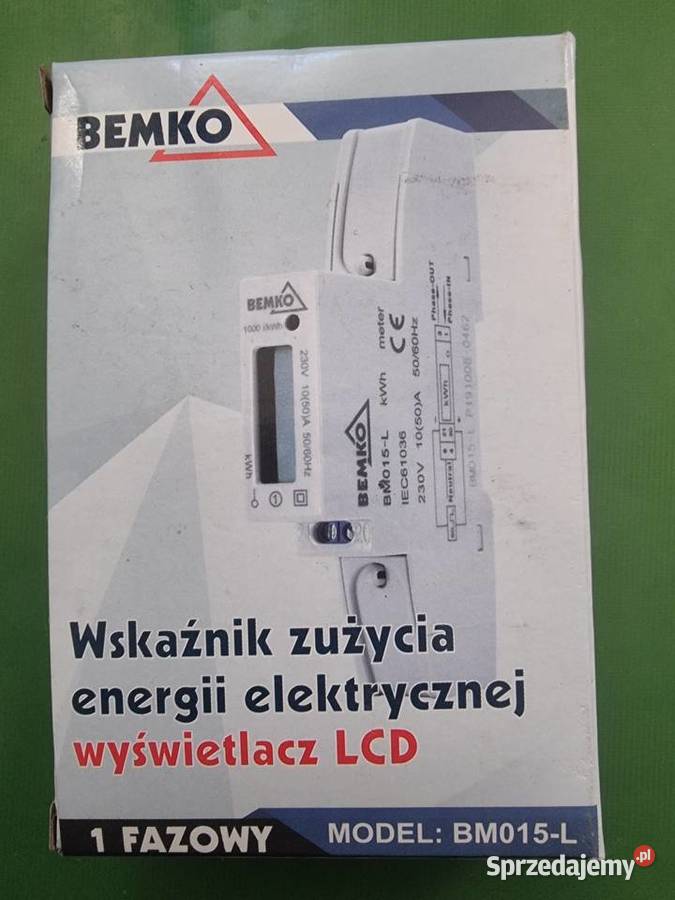 BEMKO
BEMKO
1000 i/kWh
230V 10(50)A 50/60Hz
kWh
BEMKO
BM015-L kWh meter
IEC61036 CE
230V 10(50)A 50/60Hz
Neutral
kWh
Phase-OUT
Phase-IN
BM015-L
Wskaźnik zużycia
energii elektrycznej
wyświetlacz LCD
1 FAZOWY
MODEL: BM015-L
Sprzedajemy.pl